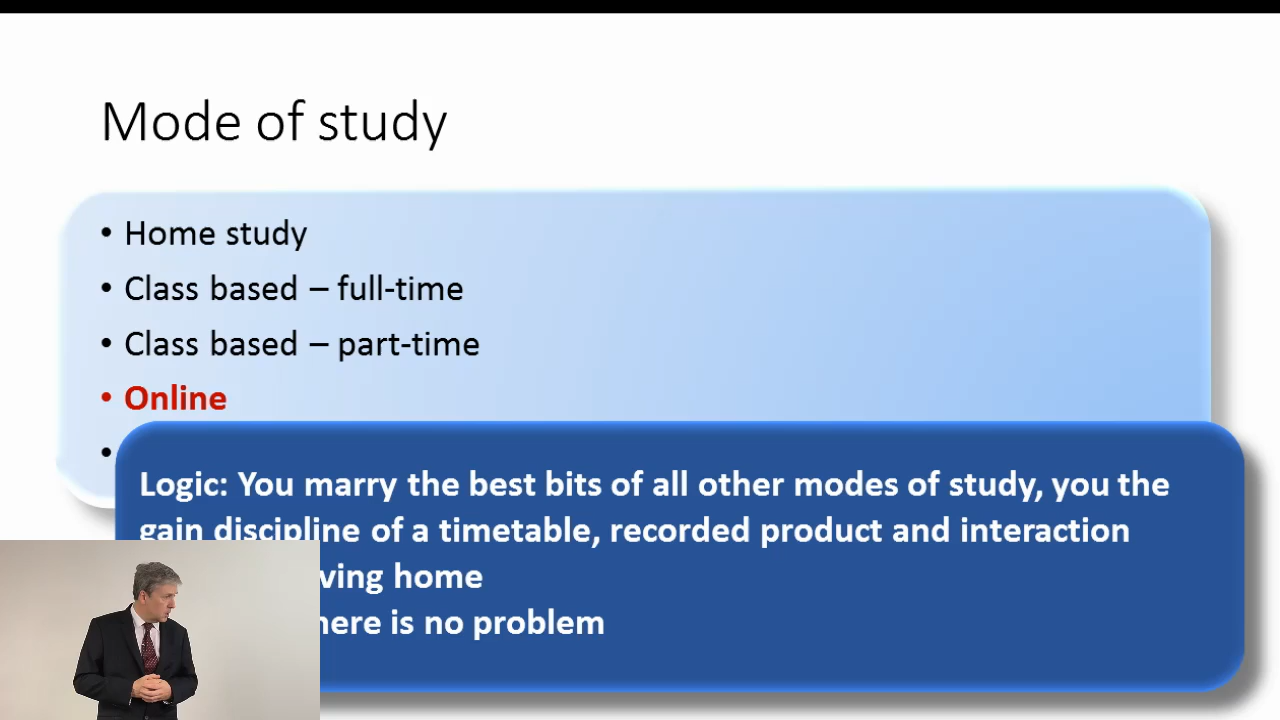 Mode of study
• Home study
• Class based – full-time
• Class based – part-time
• Online
•
Logic: You marry the best bits of all other modes of study, you the
gain discipline of a timetable, recorded product and interaction
home
is no problem